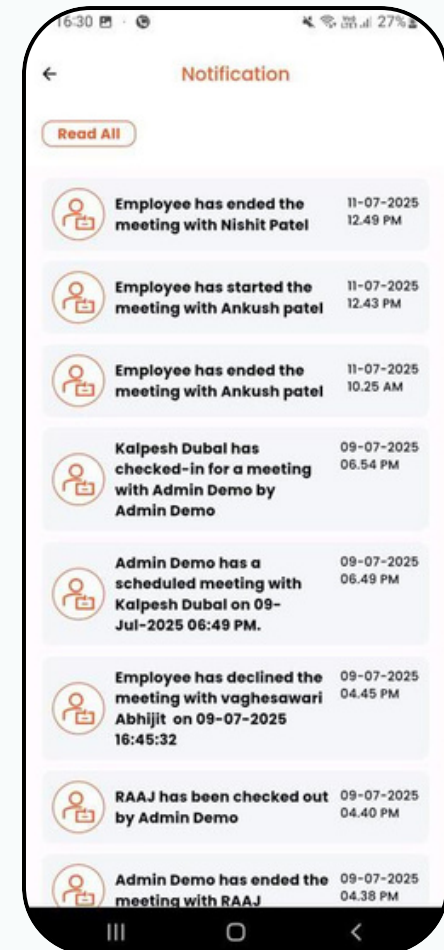 16:30 27%
Notification
Read All
Employee has ended the 11-07-2025
meeting with Nishit Patel 12.49 PM
Employee has started the 11-07-2025
meeting with Ankush patel 12.43 PM
Employee has ended the 11-07-2025
meeting with Ankush patel 10.25 AM
Kalpesh Dubal has 09-07-2025
checked-in for a meeting 06.54 PM
with Admin Demo by
Admin Demo
Admin Demo has a 09-07-2025
scheduled meeting with 06.49 PM
Kalpesh Dubal on 09-
Jul-2025 06:49 PM.
Employee has declined the 09-07-2025
meeting with vaghesawari 04.45 PM
Abhijit on 09-07-2025
16:45:32
RAAJ has been checked out 09-07-2025
by Admin Demo 04.40 PM
Admin Demo has ended the 09-07-2025
meeting with RAAJ 04.38 PM